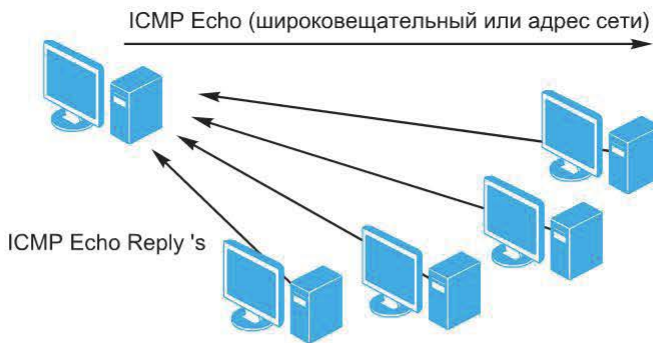 ICMP Echo (широковещательный или адрес сети)
ICMP Echo Reply 's